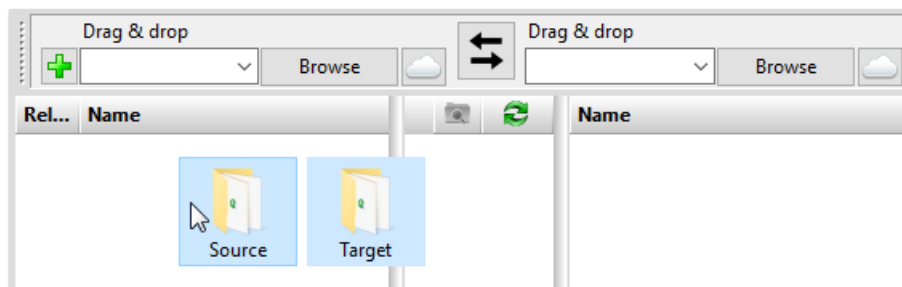 Drag & drop
Drag & drop
Browse
Browse
Rel... Name
Name
Source
Target